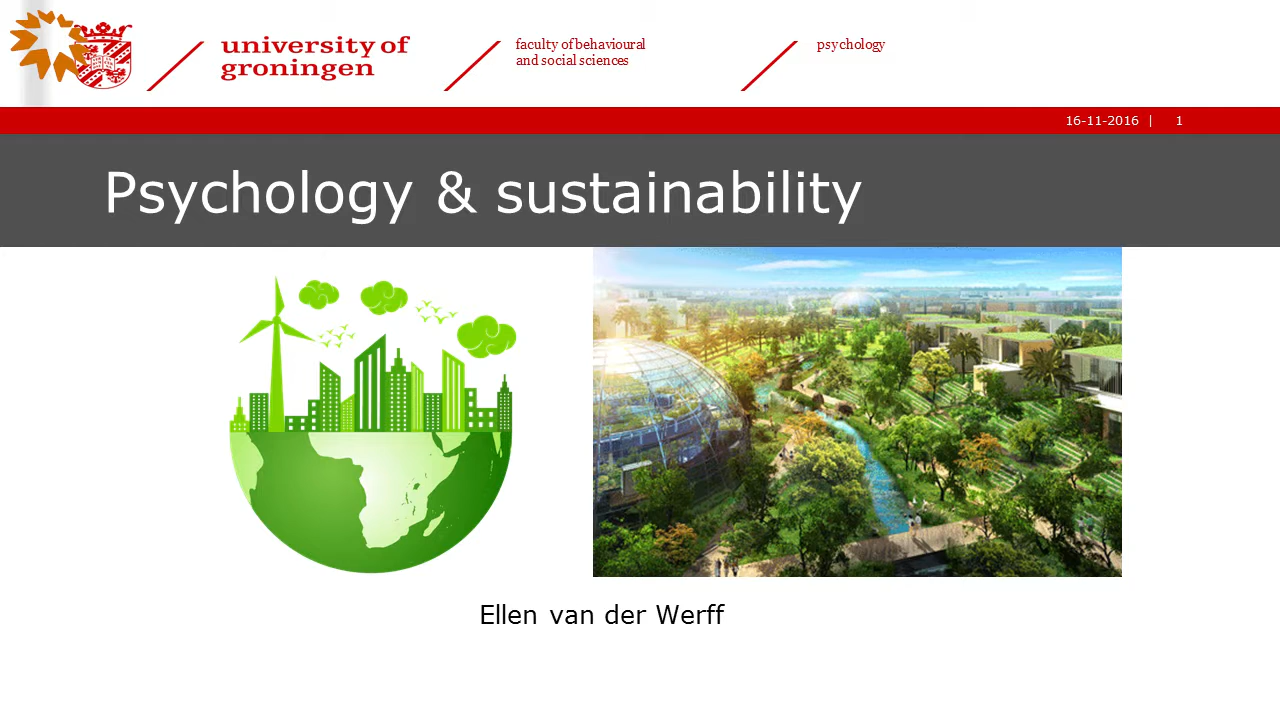 university of
groningen
faculty of behavioural
and social sciences
psychology
16-11-2016 | 1
Psychology & sustainability
Ellen van der Werff